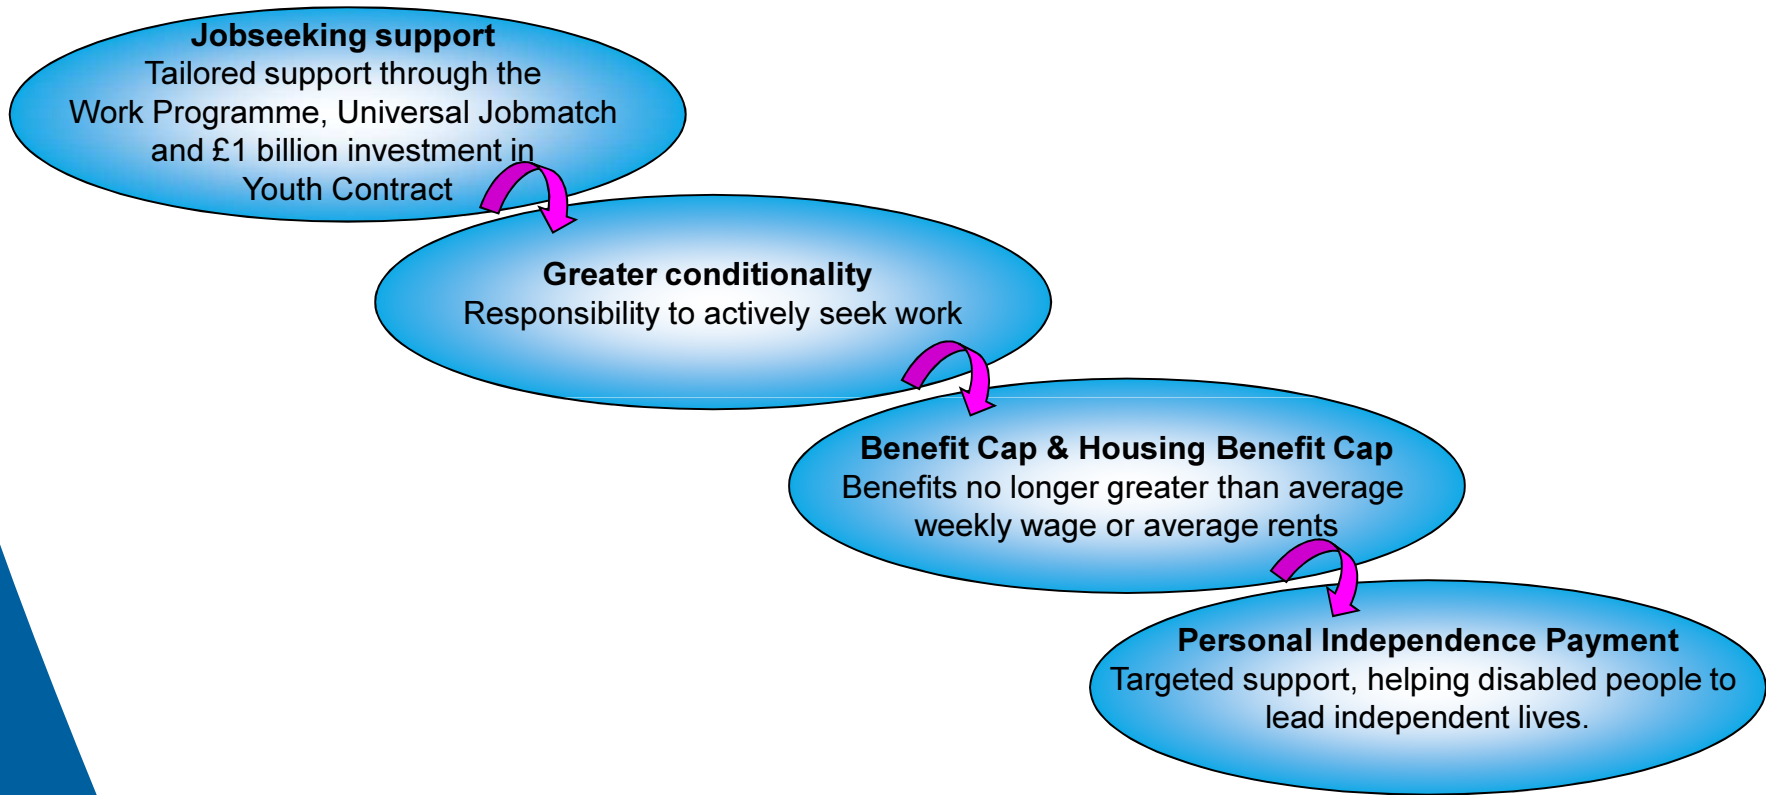 Jobseeking support
Tailored support through the
Work Programme, Universal Jobmatch
and £1 billion investment in
Youth Contract
Greater conditionality
Responsibility to actively seek work
Benefit Cap & Housing Benefit Cap
Benefits no longer greater than average
weekly wage or average rents
Personal Independence Payment
Targeted support, helping disabled people to
lead independent lives.